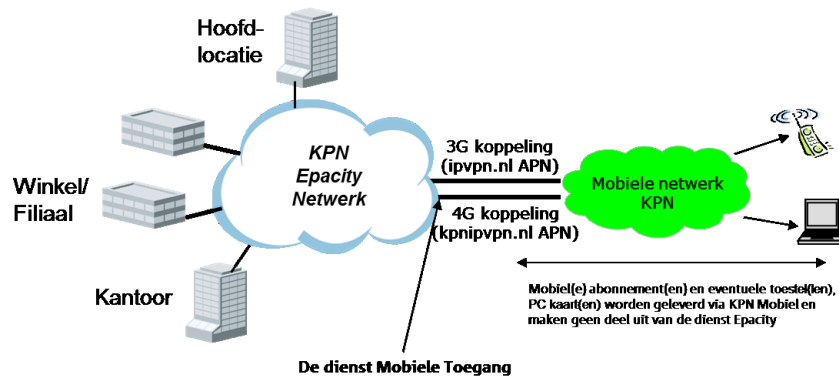 Hoofd-
locatie
KPN
Epacity
Netwerk
Winkel/
Filiaal
Kantoor
3G koppeling
(ipvpn.nl APN)
4G koppeling
(kpnipvpn.nl APN)
Mobiele netwerk
KPN
Mobiel(e) abonnement(en) en eventuele toestel(len),
PC kaart(en) worden geleverd via KPN Mobiel en
maken geen deel uit van de dienst Epacity
De dienst Mobiele Toegang